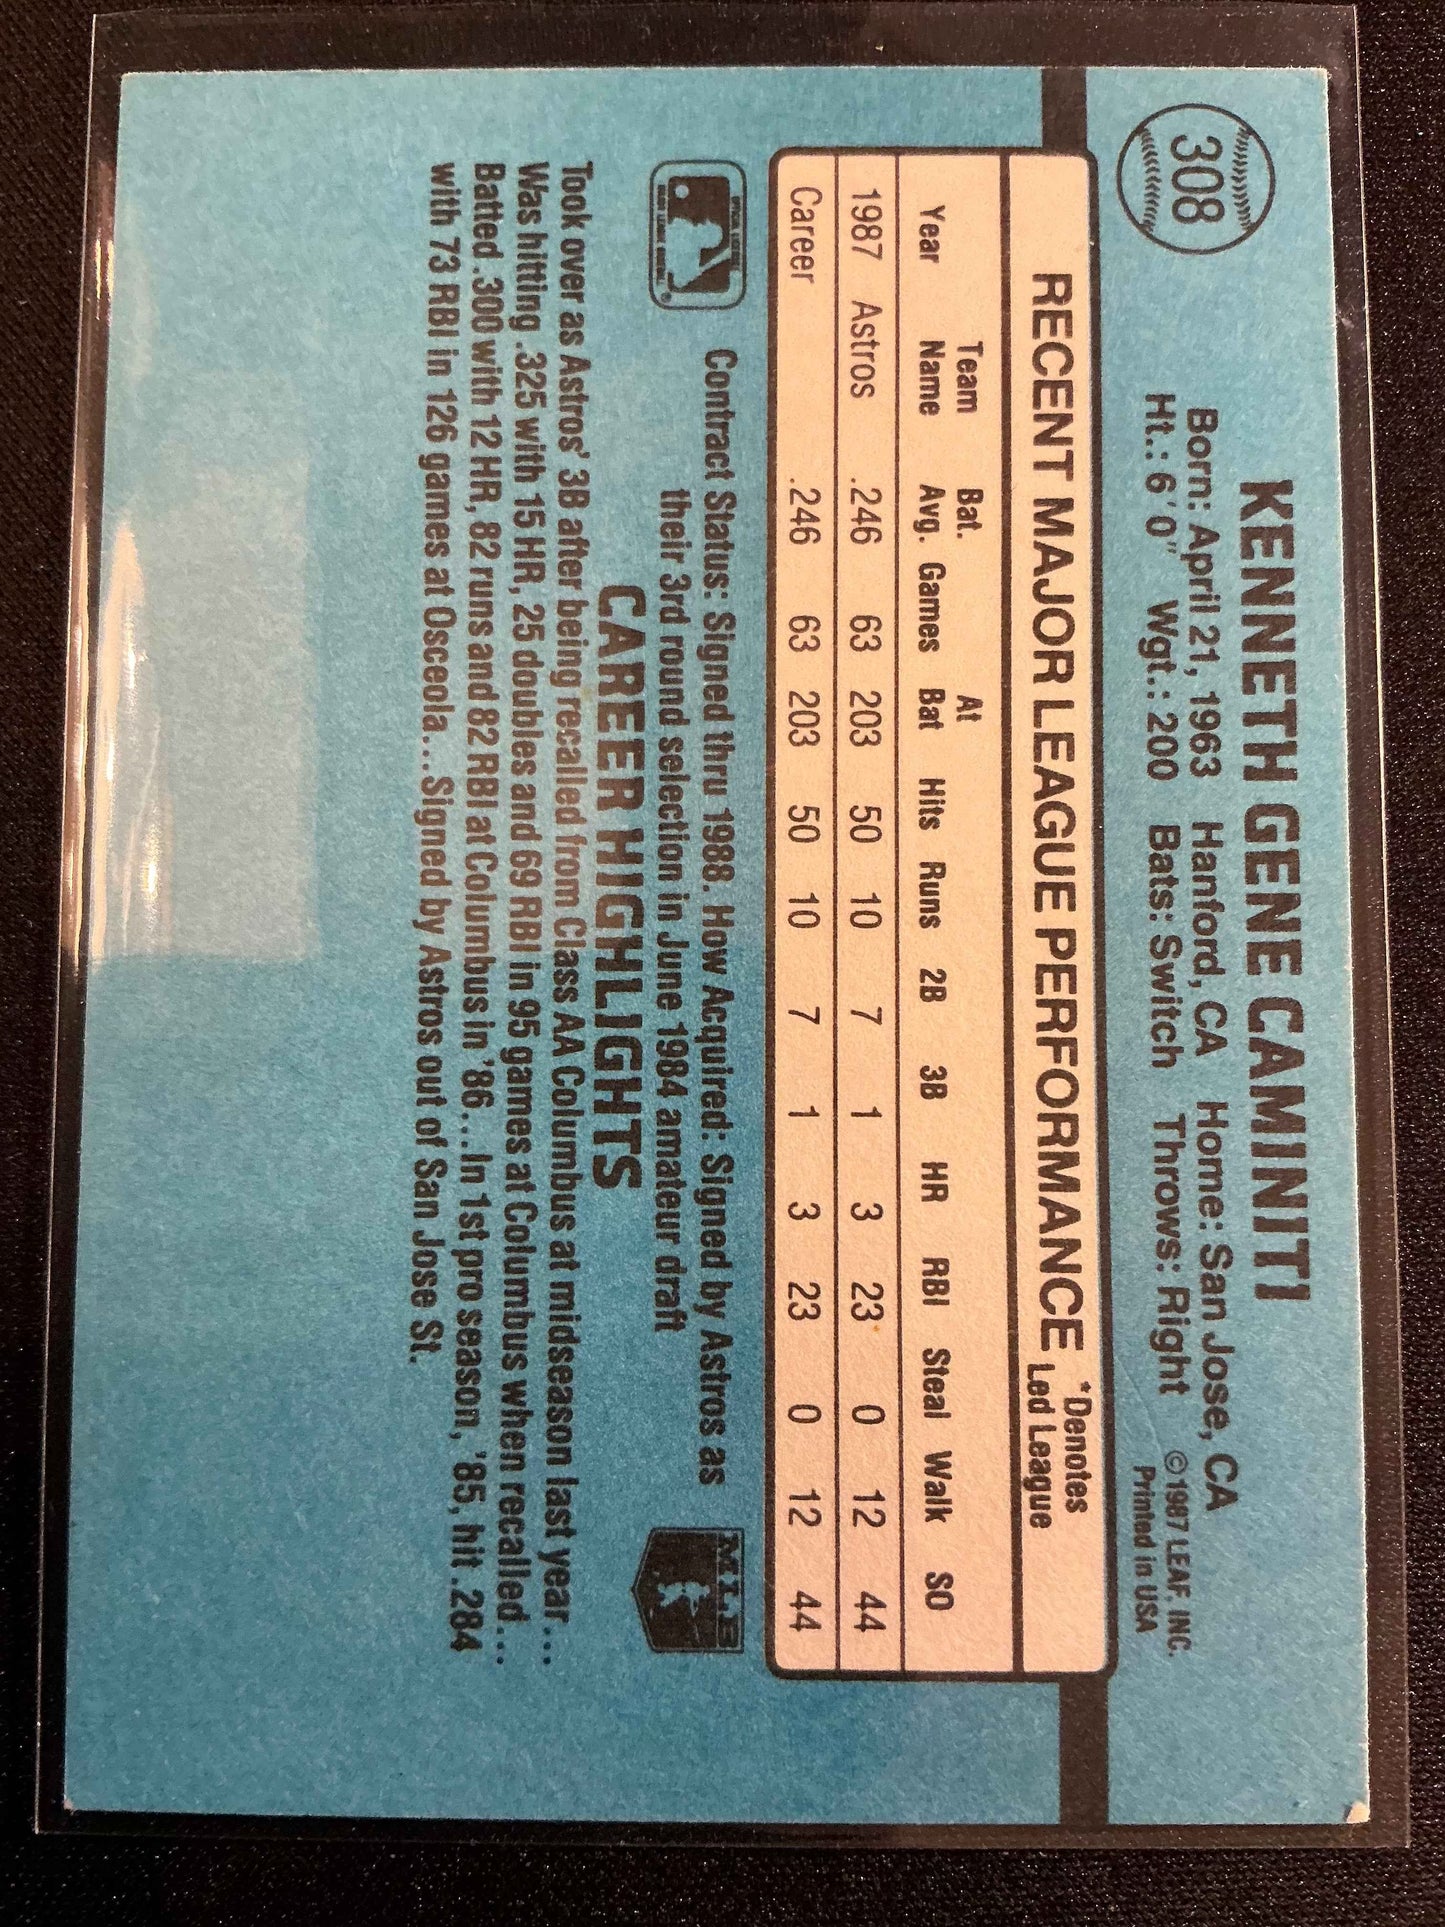 308
KENNETH GENE CAMINITI
Born: April 21, 1963 Hanford, CA Home: San Jose, CA
Ht.: 6'0" Wgt.: 200 Bats: Switch Throws: Right
©1987 LEAF, INC.
Printed in USA
RECENT MAJOR LEAGUE PERFORMANCE *Denotes Led League
Year Team Name Bat. Avg. Games At Bat Hits Runs 2B 3B HR RBI Steal Walk SO
1987 Astros .246 63 203 50 10 7 1 3 23 0 12 44
Career .246 63 203 50 10 7 1 3 23 0 12 44
Contract Status: Signed thru 1988. How Acquired: Signed by Astros as
their 3rd round selection in June 1984 amateur draft
MLB
CAREER HIGHLIGHTS
Took over as Astros' 3B after being recalled from Class AA Columbus at midseason last year...
Was hitting .325 with 15 HR, 25 doubles and 69 RBI in 95 games at Columbus when recalled...
Batted .300 with 12 HR, 82 runs and 82 RBI at Columbus in '86...In 1st pro season, '85, hit .284
with 73 RBI in 126 games at Osceola...Signed by Astros out of San Jose St.